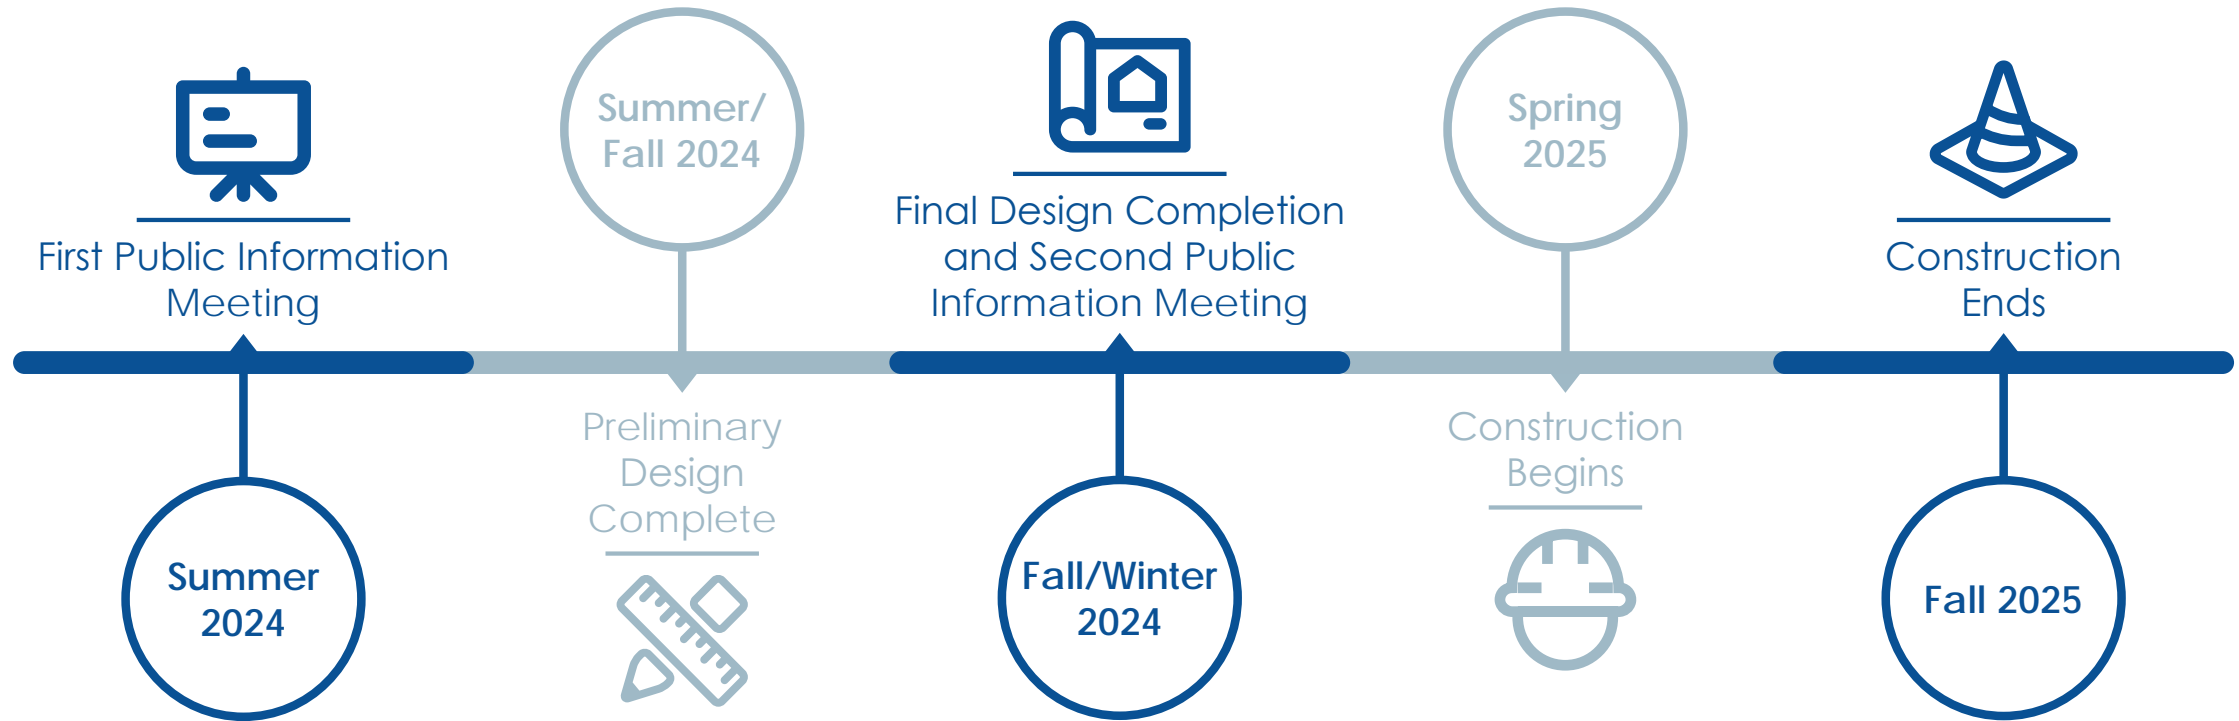 First Public Information
Meeting
Summer
2024
Summer/
Fall 2024
Preliminary
Design
Complete
Final Design Completion
and Second Public
Information Meeting
Fall/Winter
2024
Spring
2025
Construction
Begins
Construction
Ends
Fall 2025